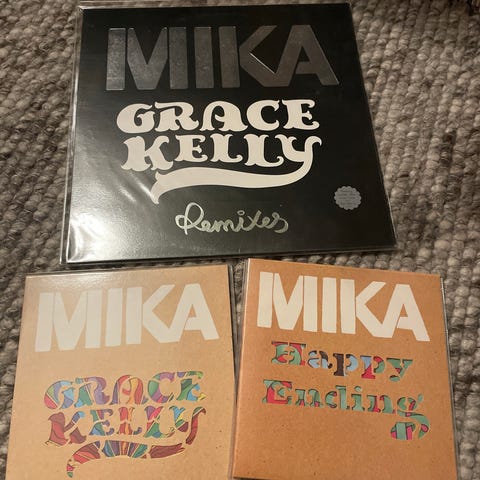 MIKA
GRACE
KELLY
Remixes
MIKA
GRACE
KELLY
MIKA
Happy
Ending